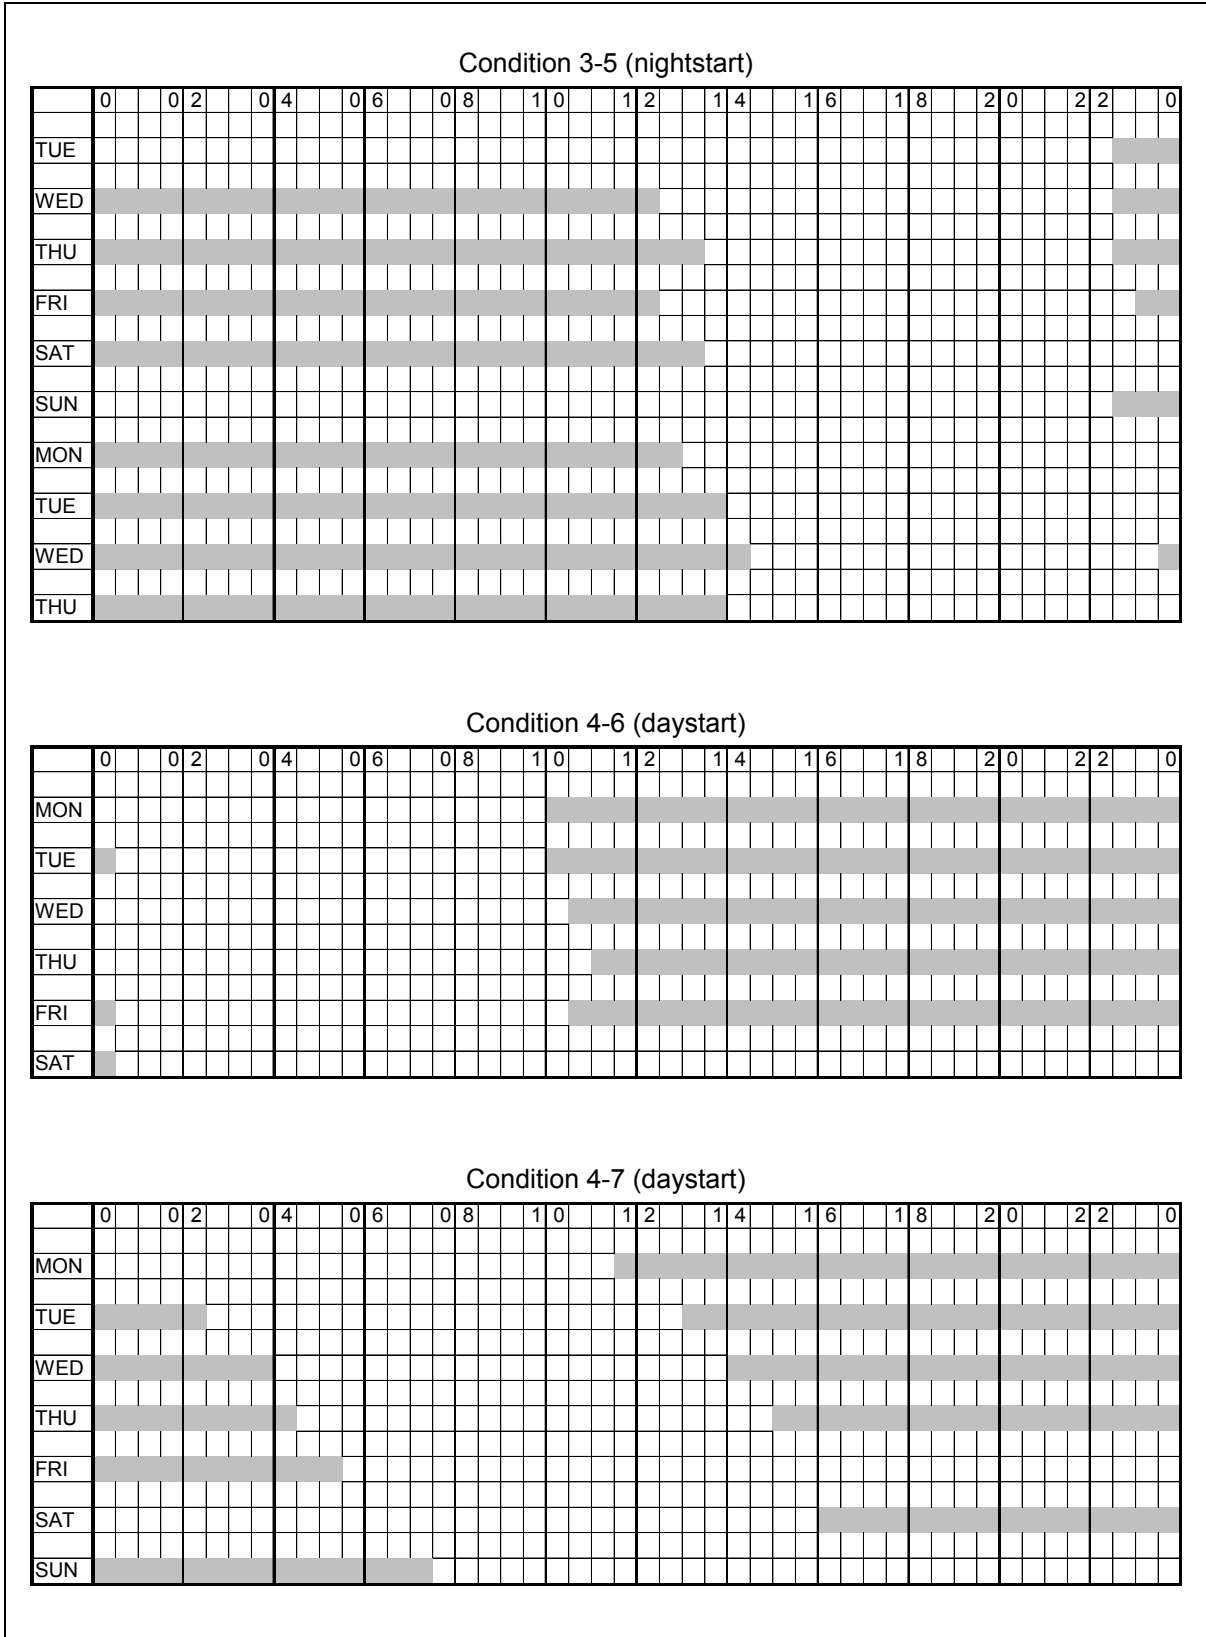 Condition 3-5 (nightstart)
0 0 2 0 4 0 6 0 8 1 0 1 2 1 4 1 6 1 8 2 0 2 2 0
TUE
WED
THU
FRI
SAT
SUN
MON
TUE
WED
THU
Condition 4-6 (daystart)
0 0 2 0 4 0 6 0 8 1 0 1 2 1 4 1 6 1 8 2 0 2 2 0
MON
TUE
WED
THU
FRI
SAT
Condition 4-7 (daystart)
0 0 2 0 4 0 6 0 8 1 0 1 2 1 4 1 6 1 8 2 0 2 2 0
MON
TUE
WED
THU
FRI
SAT
SUN